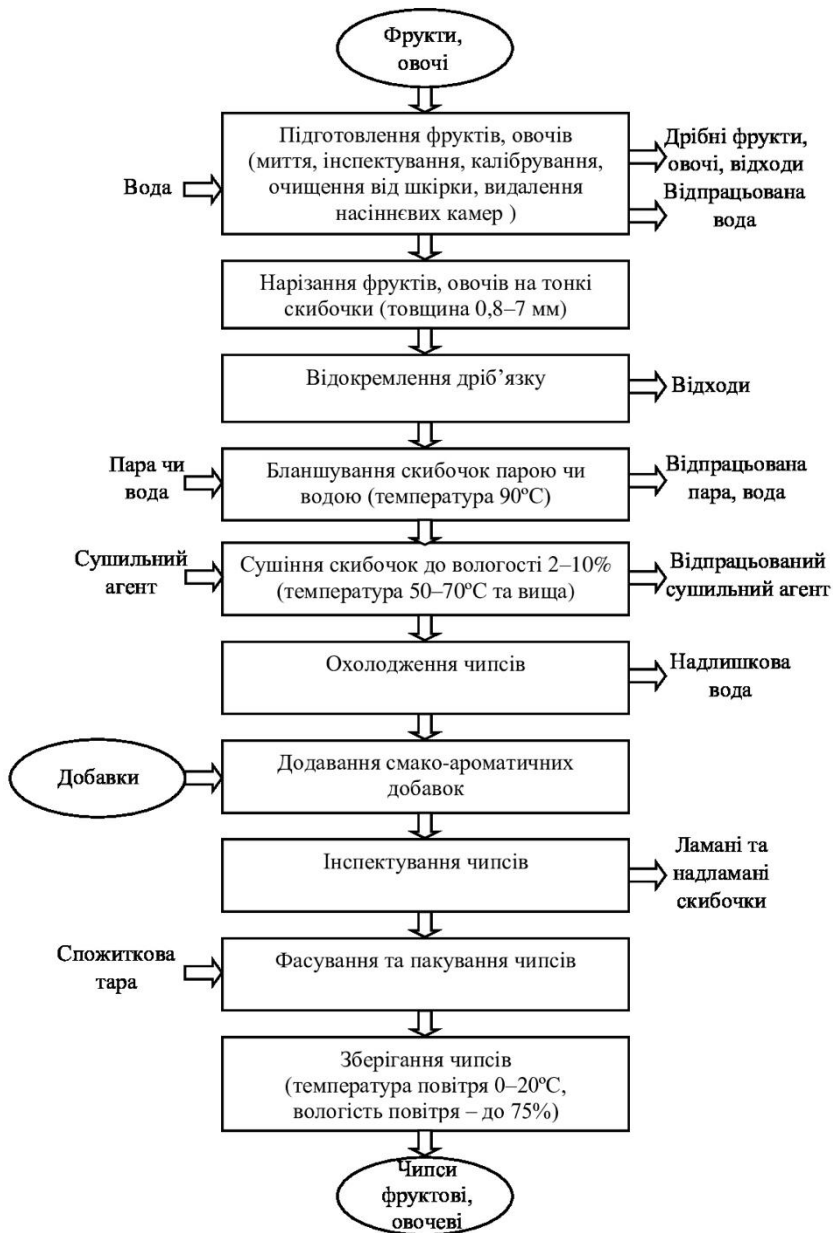 Фрукти,
овочі
Підготовлення фруктів, овочів
(миття, інспектування, калібрування,
очищення від шкірки, видалення
насіннєвих камер )
Вода
Дрібні фрукти,
овочі, відходи
Відпрацьована
вода
Нарізання фруктів, овочів на тонкі
скибочки (товщина 0,8–7 мм)
Відокремлення дріб’язку
Відходи
Пара чи
вода
Бланшування скибочок парою чи
водою (температура 90ºС)
Відпрацьована
пара, вода
Сушильний
агент
Сушіння скибочок до вологості 2–10%
(температура 50–70ºС та вища)
Відпрацьований
сушильний агент
Охолодження чипсів
Надлишкова
вода
Добавки
Додавання смако-ароматичних
добавок
Інспектування чипсів
Ламані та
надламані
скибочки
Спожиткова
тара
Фасування та пакування чипсів
Зберігання чипсів
(температура повітря 0–20ºС,
вологість повітря – до 75%)
Чипси
фруктові,
овочеві